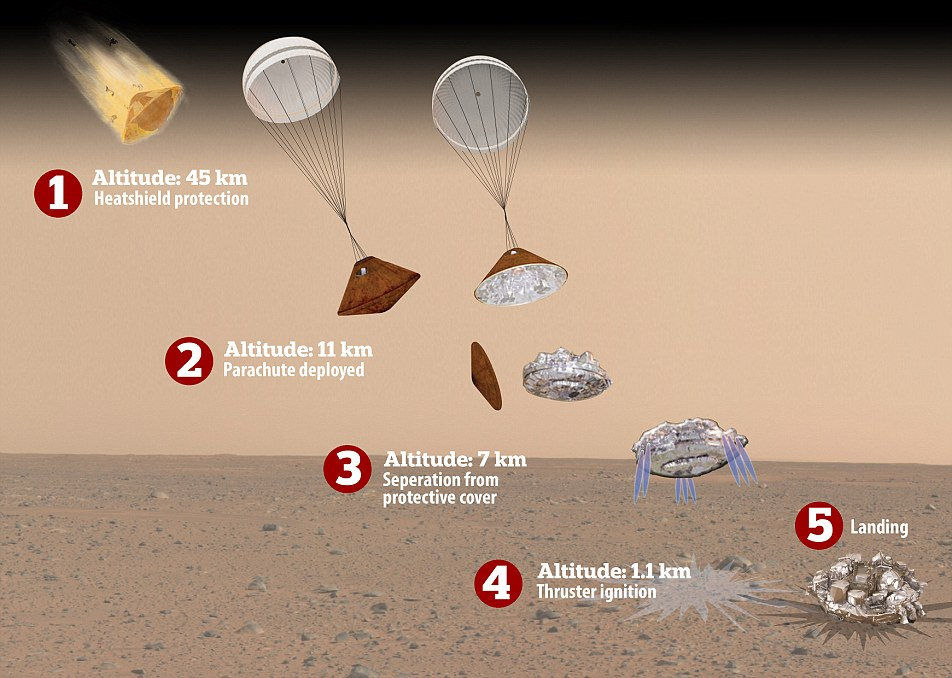 1
Altitude: 45 km
Heatshield protection
2
Altitude: 11 km
Parachute deployed
3
Altitude: 7 km
Seperation from
protective cover
4
Altitude: 1.1 km
Thruster ignition
5
Landing